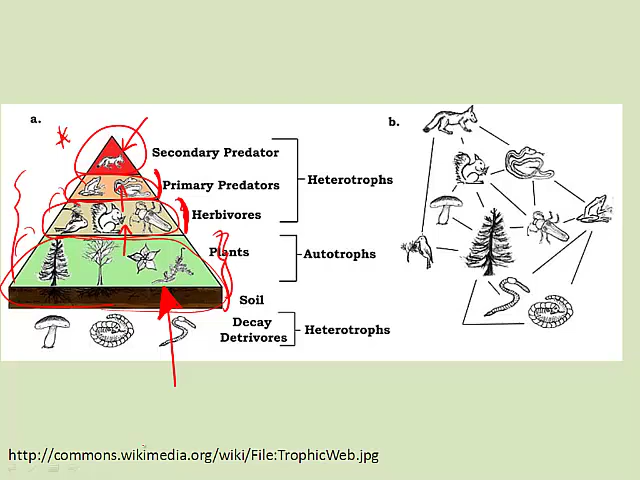 a.
b.
Secondary Predator
Primary Predators
Heterotrophs
Herbivores
Plants
Autotrophs
Soil
Decay
Detrivores
Heterotrophs
http://commons.wikimedia.org/wiki/File:TrophicWeb.jpg